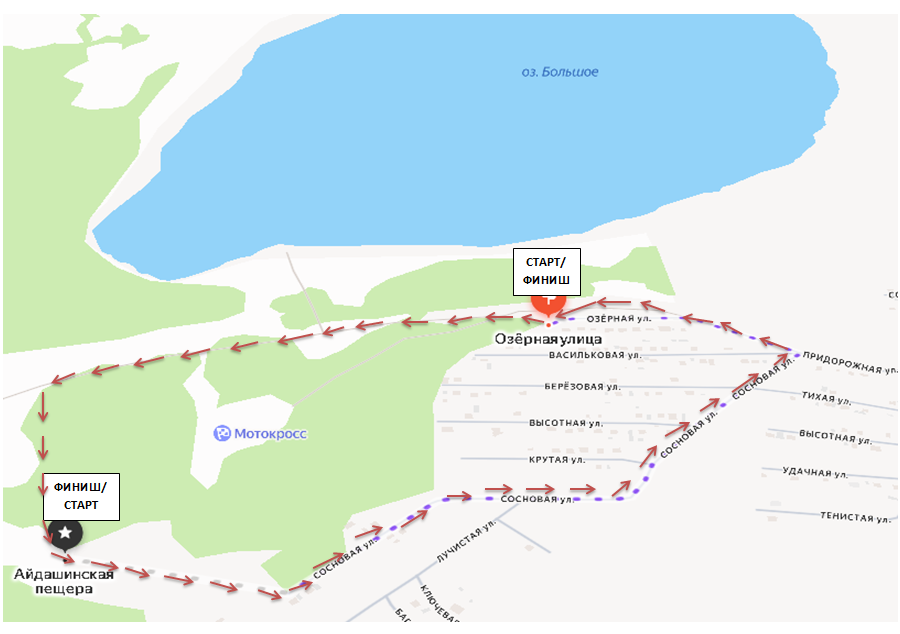 оз. Большое
СТАРТ/
ФИНИШ
ОЗЁРНАЯ ул.
Озёрная улица
ВАСИЛЬКОВАЯ ул.
ПРИДОРОЖНАЯ ул.
СОСНОВАЯ ул.
БЕРЁЗОВАЯ ул.
ТИХАЯ ул.
ВЫСОТНАЯ ул.
СОСНОВАЯ ул.
ВЫСОТНАЯ ул.
Мотокросс
КРУТАЯ ул.
УДАЧНАЯ ул.
ФИНИШ/
СТАРТ
СОСНОВАЯ ул.
ТЕНИСТАЯ ул.
ЛУЧИСТАЯ ул.
СОСНОВАЯ ул.
Айдашинская
пещера